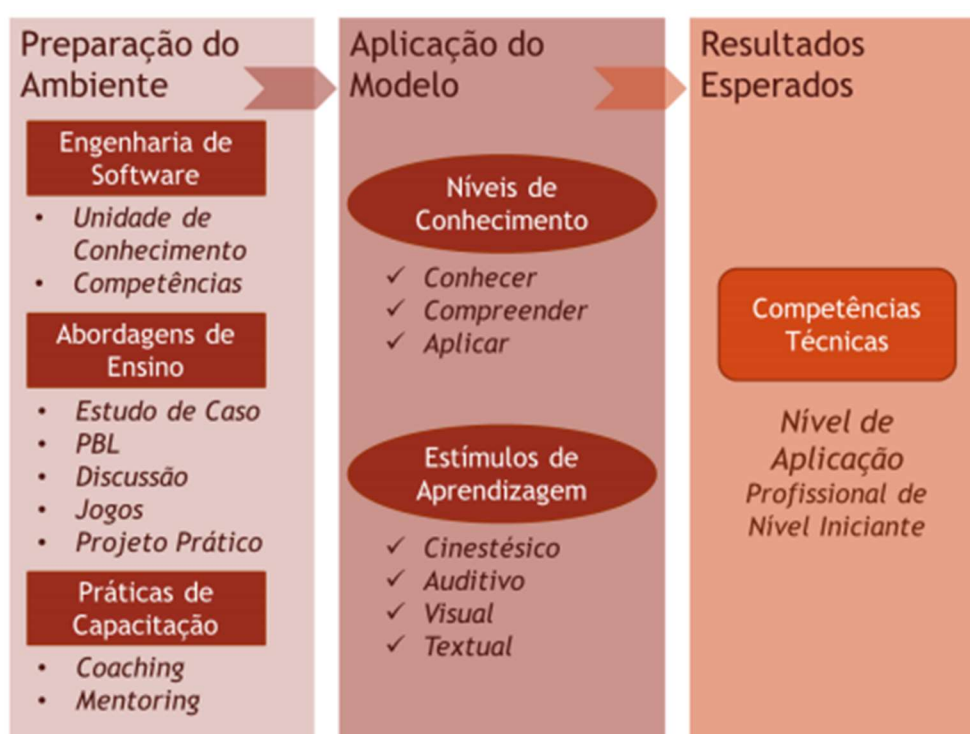 Preparação do
Ambiente
Engenharia de
Software
• Unidade de
Conhecimento
• Competências
Abordagens de
Ensino
• Estudo de Caso
• PBL
• Discussão
• Jogos
• Projeto Prático
Práticas de
Capacitação
• Coaching
• Mentoring
Aplicação do
Modelo
Níveis de
Conhecimento
✓ Conhecer
✓ Compreender
✓ Aplicar
Estímulos de
Aprendizagem
✓ Cinestésico
✓ Auditivo
✓ Visual
✓ Textual
Resultados
Esperados
Competências
Técnicas
Nível de
Aplicação
Profissional de
Nível Iniciante